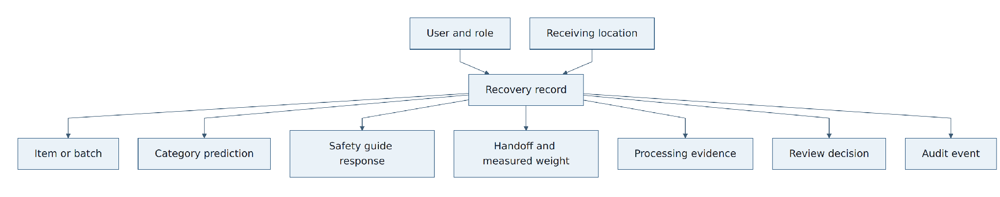 User and role
Receiving location
Recovery record
Item or batch
Category prediction
Safety guide
response
Handoff and
measured weight
Processing evidence
Review decision
Audit event